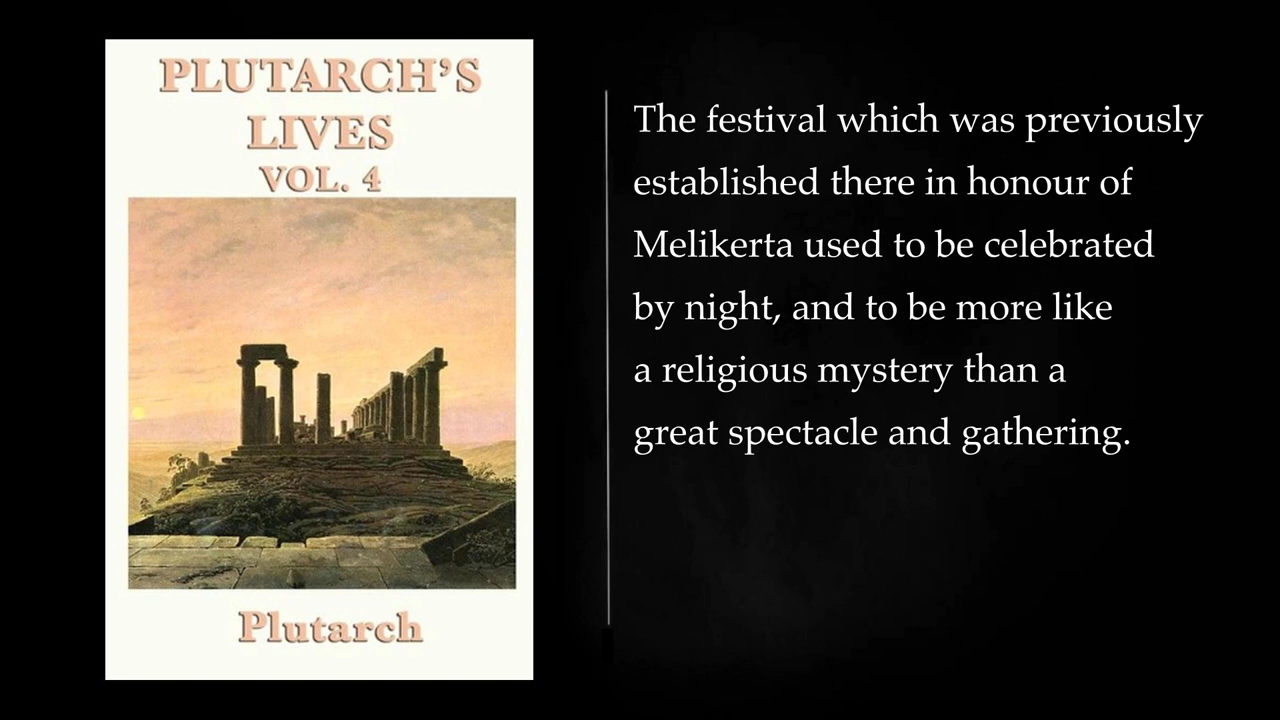 PLUTARCH'S
LIVES
VOL. 4
Plutarch
The festival which was previously
established there in honour of
Melikerta used to be celebrated
by night, and to be more like
a religious mystery than a
great spectacle and gathering.